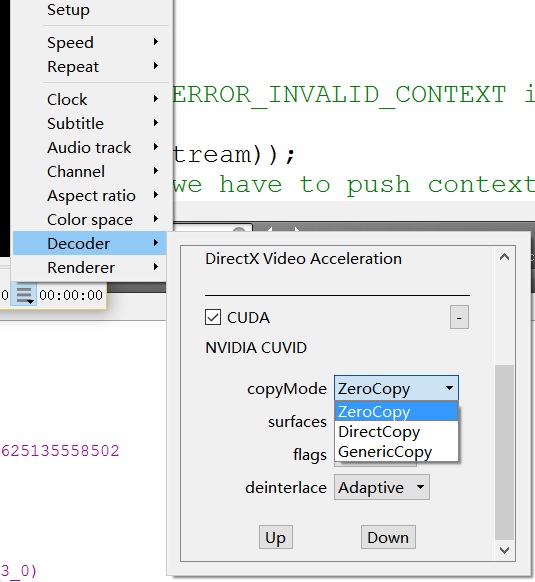 Setup
Speed
Repeat
Clock
ERROR_INVALID_CONTEXT i
Subtitle
Audio track
tream));
Channel
we have to push context
Aspect ratio
Color space
Decoder
Renderer
0
00:00:00
DirectX Video Acceleration
CUDA
-
NVIDIA CUVID
copyMode ZeroCopy
ZeroCopy
surfaces
DirectCopy
625135558502
flags
GenericCopy
deinterlace Adaptive
Up Down
3_0)